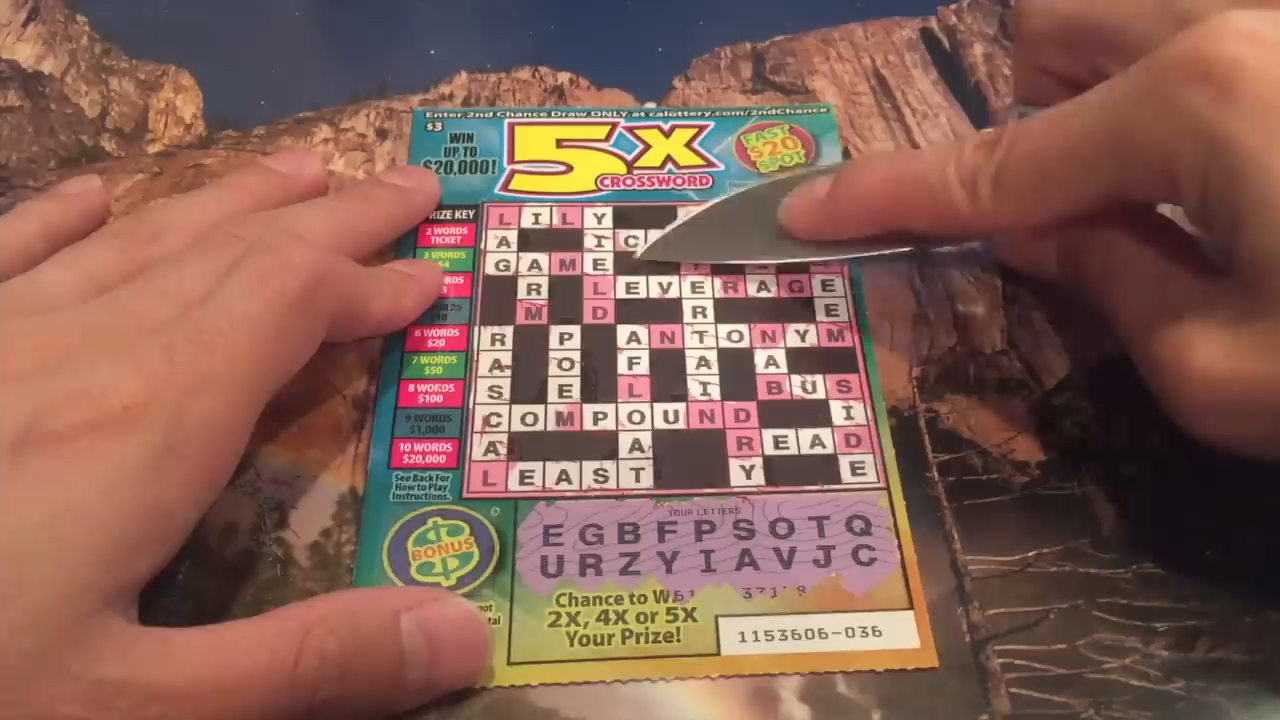 Enter 2nd Chance Draw ONLY at calottery.com/2ndChance
$3
WIN
UP TO
$20,000!
5X
CROSSWORD
FAST
$20
SPOT
RIZE KEY
2 WORDS
TICKET
3 WORDS
$4
RDS
6 WORDS
$20
7 WORDS
$50
8 WORDS
$100
9 WORDS
$1,000
10 WORDS
$20,000
See Back For
How to Play
Instructions.
LILY
A I C
GAME
R LEVERAGE
M D R E
R P ANTONYM
A O F A A
S E L I BUS
COMPOUND I
A A R READ
LEAST Y E
YOUR LETTERS
EGBFPSOTQ
URZYIAVJC
BONUS
Chance to W
2X, 4X or 5X
Your Prize!
1153606-036